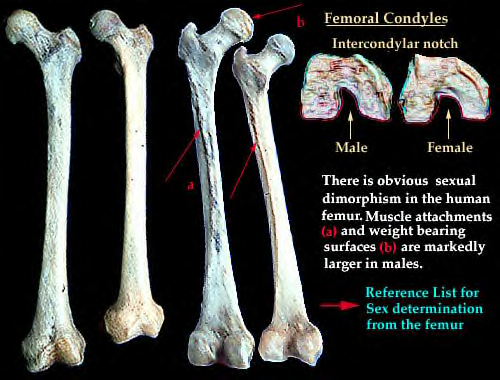 b
Femoral Condyles
Intercondylar notch
Male
Female
a
There is obvious sexual
dimorphism in the human
femur. Muscle attachments
(a) and weight bearing
surfaces (b) are markedly
larger in males.
Reference List for
Sex determination
from the femur